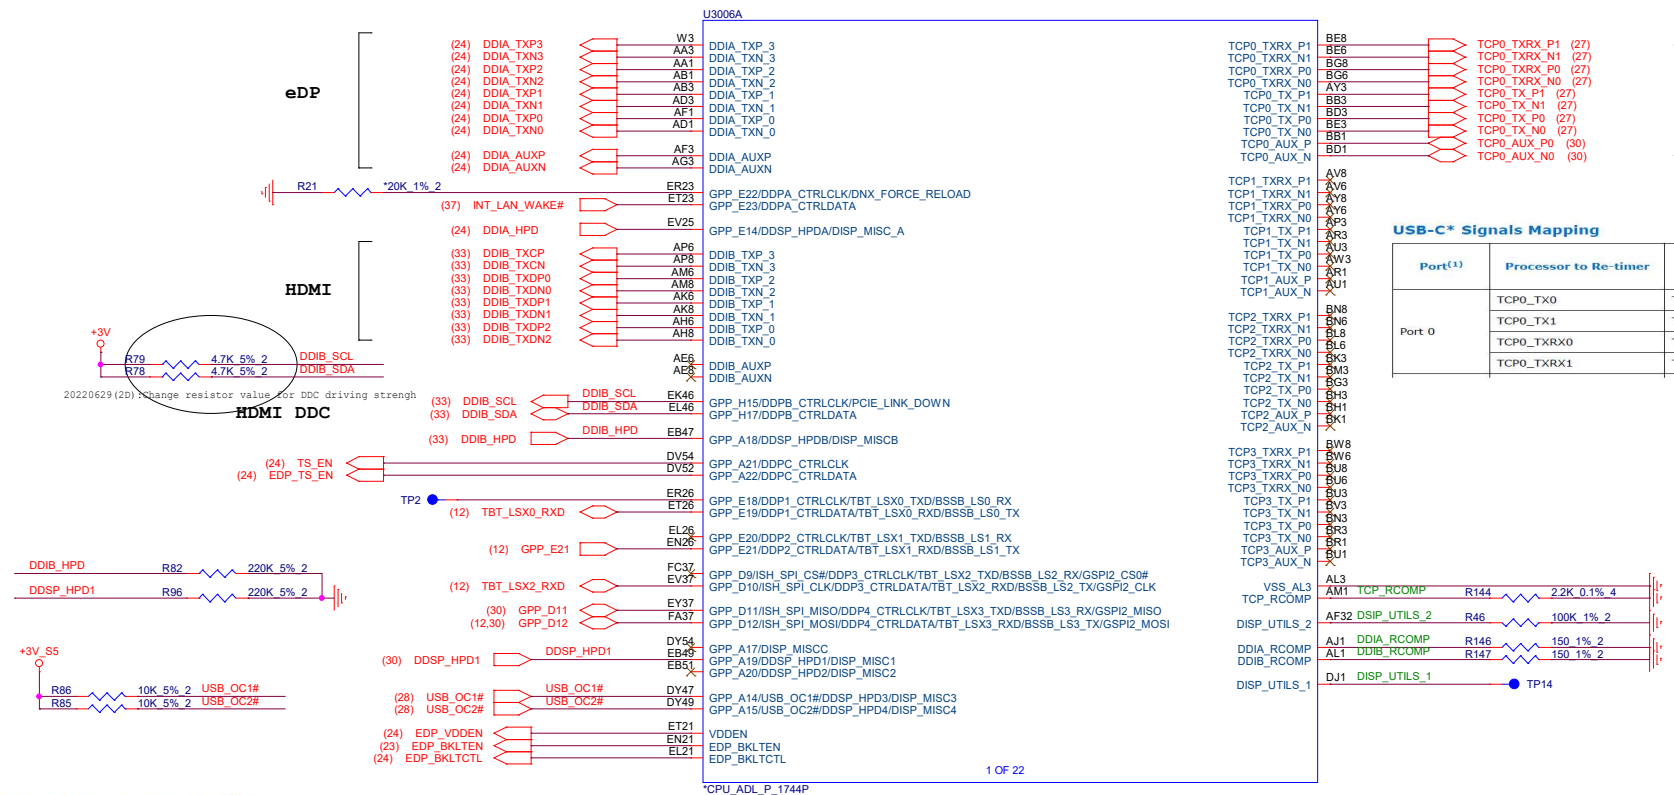 U3006A
eDP
(24) DDIA_TXP3 W3 DDIA_TXP_3
(24) DDIA_TXN3 AA3 DDIA_TXN_3
(24) DDIA_TXP2 AA1 DDIA_TXP_2
(24) DDIA_TXN2 AB1 DDIA_TXN_2
(24) DDIA_TXP1 AB3 DDIA_TXP_1
(24) DDIA_TXN1 AD3 DDIA_TXN_1
(24) DDIA_TXP0 AF1 DDIA_TXP_0
(24) DDIA_TXN0 AD1 DDIA_TXN_0
(24) DDIA_AUXP AF3 DDIA_AUXP
(24) DDIA_AUXN AG3 DDIA_AUXN
R21 *20K_1%_2 ER23 GPP_E22/DDPA_CTRLCLK/DNX_FORCE_RELOAD
(37) INT_LAN_WAKE# ET23 GPP_E23/DDPA_CTRLDATA
(24) DDIA_HPD EV25 GPP_E14/DDSP_HPDA/DISP_MISC_A
HDMI
(33) DDIB_TXCP AP6 DDIB_TXP_3
(33) DDIB_TXCN AP8 DDIB_TXN_3
(33) DDIB_TXDP0 AM6 DDIB_TXP_2
(33) DDIB_TXDN0 AM8 DDIB_TXN_2
(33) DDIB_TXDP1 AK6 DDIB_TXP_1
(33) DDIB_TXDN1 AK8 DDIB_TXN_1
(33) DDIB_TXDP2 AH6 DDIB_TXP_0
(33) DDIB_TXDN2 AH8 DDIB_TXN_0
+3V
R79 4.7K_5%_2 DDIB_SCL
R78 4.7K_5%_2 DDIB_SDA
20220629(2D):Change resistor value for DDC driving strengh
HDMI DDC
AE6 DDIB_AUXP
AE8 DDIB_AUXN
(33) DDIB_SCL DDIB_SCL EK46 GPP_H15/DDPB_CTRLCLK/PCIE_LINK_DOWN
(33) DDIB_SDA DDIB_SDA EL46 GPP_H17/DDPB_CTRLDATA
(33) DDIB_HPD DDIB_HPD EB47 GPP_A18/DDSP_HPDB/DISP_MISCB
(24) TS_EN DV54 GPP_A21/DDPC_CTRLCLK
(24) EDP_TS_EN DV52 GPP_A22/DDPC_CTRLDATA
TP2 ER26 GPP_E18/DDP1_CTRLCLK/TBT_LSX0_TXD/BSSB_LS0_RX
(12) TBT_LSX0_RXD ET26 GPP_E19/DDP1_CTRLDATA/TBT_LSX0_RXD/BSSB_LS0_TX
EL26 GPP_E20/DDP2_CTRLCLK/TBT_LSX1_TXD/BSSB_LS1_RX
(12) GPP_E21 EN26 GPP_E21/DDP2_CTRLDATA/TBT_LSX1_RXD/BSSB_LS1_TX
FC37 GPP_D9/ISH_SPI_CS#/DDP3_CTRLCLK/TBT_LSX2_TXD/BSSB_LS2_RX/GSPI2_CS0#
(12) TBT_LSX2_RXD EV37 GPP_D10/ISH_SPI_CLK/DDP3_CTRLDATA/TBT_LSX2_RXD/BSSB_LS2_TX/GSPI2_CLK
(30) GPP_D11 EY37 GPP_D11/ISH_SPI_MISO/DDP4_CTRLCLK/TBT_LSX3_TXD/BSSB_LS3_RX/GSPI2_MISO
(12,30) GPP_D12 FA37 GPP_D12/ISH_SPI_MOSI/DDP4_CTRLDATA/TBT_LSX3_RXD/BSSB_LS3_TX/GSPI2_MOSI
DDIB_HPD R82 220K_5%_2
DDSP_HPD1 R96 220K_5%_2
DY54 GPP_A17/DISP_MISCC
(30) DDSP_HPD1 DDSP_HPD1 EB49 GPP_A19/DDSP_HPD1/DISP_MISC1
EB51 GPP_A20/DDSP_HPD2/DISP_MISC2
+3V_S5
R86 10K_5%_2 USB_OC1#
R85 10K_5%_2 USB_OC2#
(28) USB_OC1# USB_OC1# DY47 GPP_A14/USB_OC1#/DDSP_HPD3/DISP_MISC3
(28) USB_OC2# USB_OC2# DY49 GPP_A15/USB_OC2#/DDSP_HPD4/DISP_MISC4
(24) EDP_VDDEN ET21 VDDEN
(23) EDP_BKLTEN EN21 EDP_BKLTEN
(24) EDP_BKLTCTL EL21 EDP_BKLTCTL
TCP0_TXRX_P1 BE8 TCP0_TXRX_P1 (27)
TCP0_TXRX_N1 BE6 TCP0_TXRX_N1 (27)
TCP0_TXRX_P0 BG8 TCP0_TXRX_P0 (27)
TCP0_TXRX_N0 BG6 TCP0_TXRX_N0 (27)
TCP0_TX_P1 AY3 TCP0_TX_P1 (27)
TCP0_TX_N1 BB3 TCP0_TX_N1 (27)
TCP0_TX_P0 BD3 TCP0_TX_P0 (27)
TCP0_TX_N0 BE3 TCP0_TX_N0 (27)
TCP0_AUX_P BB1 TCP0_AUX_P0 (30)
TCP0_AUX_N BD1 TCP0_AUX_N0 (30)
TCP1_TXRX_P1 AV8
TCP1_TXRX_N1 AV6
TCP1_TXRX_P0 AY8
TCP1_TXRX_N0 AY6
TCP1_TX_P1 AP3
TCP1_TX_N1 AR3
TCP1_TX_P0 AU3
TCP1_TX_N0 AW3
TCP1_AUX_P AR1
TCP1_AUX_N AU1
TCP2_TXRX_P1 BN8
TCP2_TXRX_N1 BN6
TCP2_TXRX_P0 BL8
TCP2_TXRX_N0 BL6
TCP2_TX_P1 BK3
TCP2_TX_N1 BM3
TCP2_TX_P0 BG3
TCP2_TX_N0 BH3
TCP2_AUX_P BH1
TCP2_AUX_N BK1
TCP3_TXRX_P1 BW8
TCP3_TXRX_N1 BW6
TCP3_TXRX_P0 BU8
TCP3_TXRX_N0 BU6
TCP3_TX_P1 BU3
TCP3_TX_N1 BV3
TCP3_TX_P0 BN3
TCP3_TX_N0 BR3
TCP3_AUX_P BR1
TCP3_AUX_N BU1
VSS_AL3 AL3
TCP_RCOMP AM1 TCP_RCOMP R144 2.2K_0.1%_4
DISP_UTILS_2 AF32 DSIP_UTILS_2 R46 100K_1%_2
DDIA_RCOMP AJ1 DDIA_RCOMP R146 150_1%_2
DDIB_RCOMP AL1 DDIB_RCOMP R147 150_1%_2
DISP_UTILS_1 DJ1 DISP_UTILS_1 TP14
USB-C* Signals Mapping
Port(1) Processor to Re-timer
Port 0
TCP0_TX0
TCP0_TX1
TCP0_TXRX0
TCP0_TXRX1
1 OF 22
*CPU_ADL_P_1744P